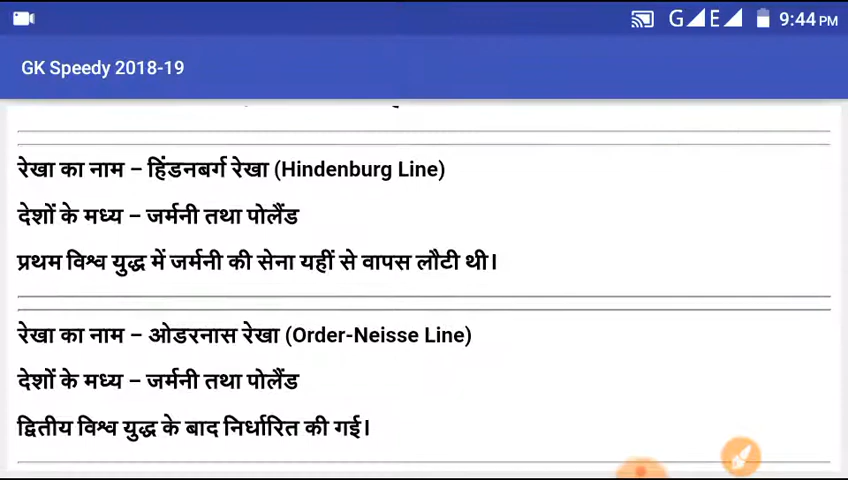 G E 9:44 PM
GK Speedy 2018-19
रेखा का नाम – हिंडनबर्ग रेखा (Hindenburg Line)
देशों के मध्य – जर्मनी तथा पोलैंड
प्रथम विश्व युद्ध में जर्मनी की सेना यहीं से वापस लौटी थी।
रेखा का नाम – ओडरनास रेखा (Order-Neisse Line)
देशों के मध्य – जर्मनी तथा पोलैंड
द्वितीय विश्व युद्ध के बाद निर्धारित की गई।